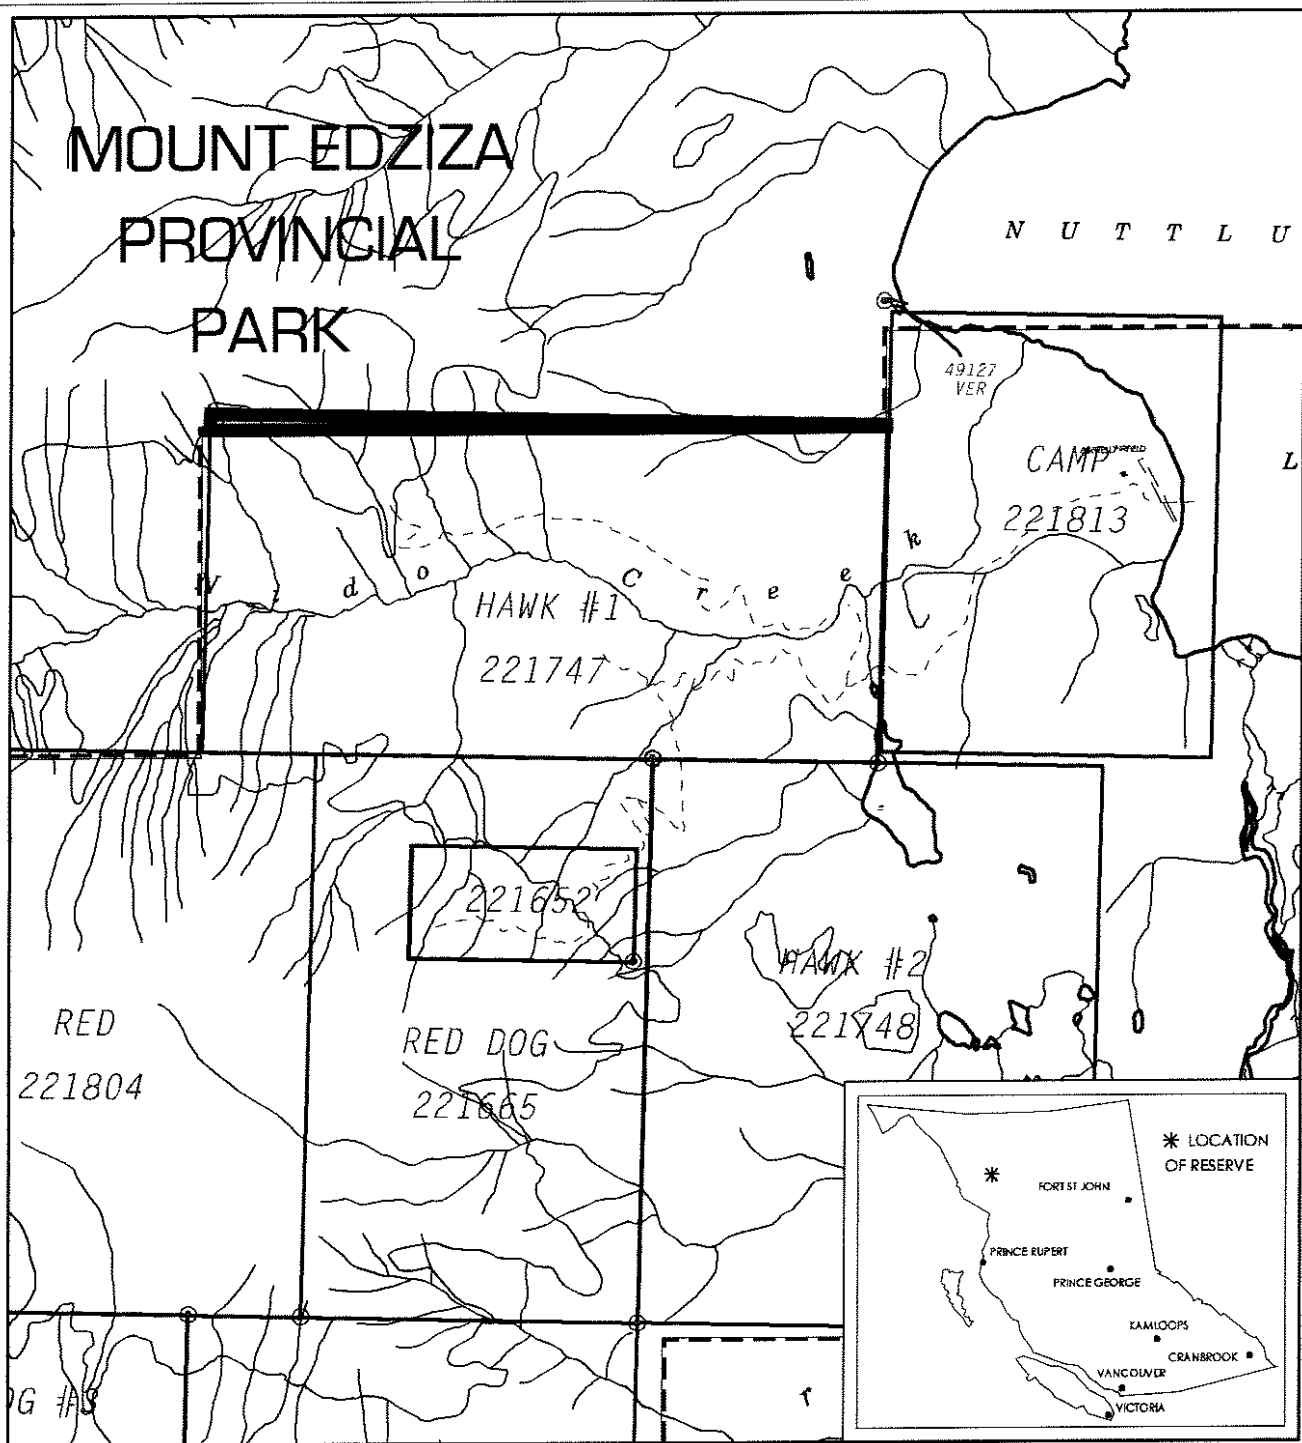 MOUNT EDZIZA
PROVINCIAL
PARK
N U T T L U
49127
VER
CAMP
221813
L
d o C r e e k
HAWK #1
221747
221652
HAWK #2
221748
RED
221804
RED DOG
221665
G #3
r
LOCATION
OF RESERVE
FORT ST JOHN
PRINCE RUPERT
PRINCE GEORGE
KAMLOOPS
CRANBROOK
VANCOUVER
VICTORIA